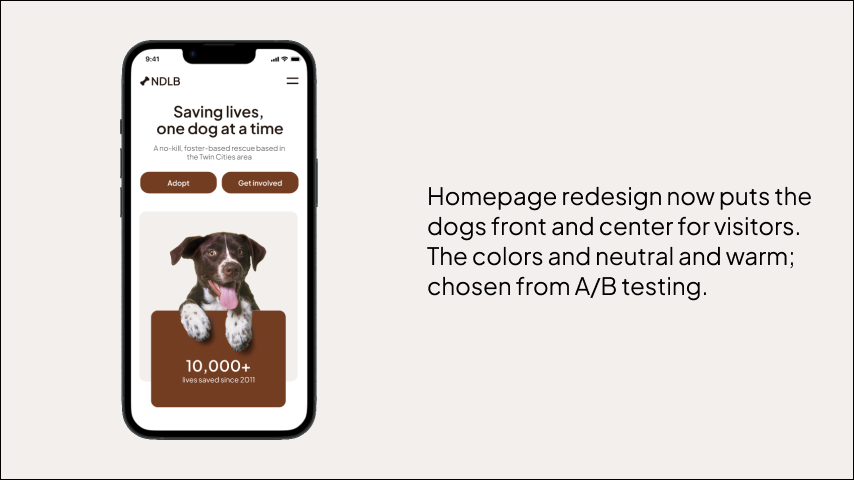 9:41
NDLB
Saving lives,
one dog at a time
A no-kill, foster-based rescue based in
the Twin Cities area
Adopt
Get involved
10,000+
lives saved since 2011
Homepage redesign now puts the
dogs front and center for visitors.
The colors and neutral and warm;
chosen from A/B testing.